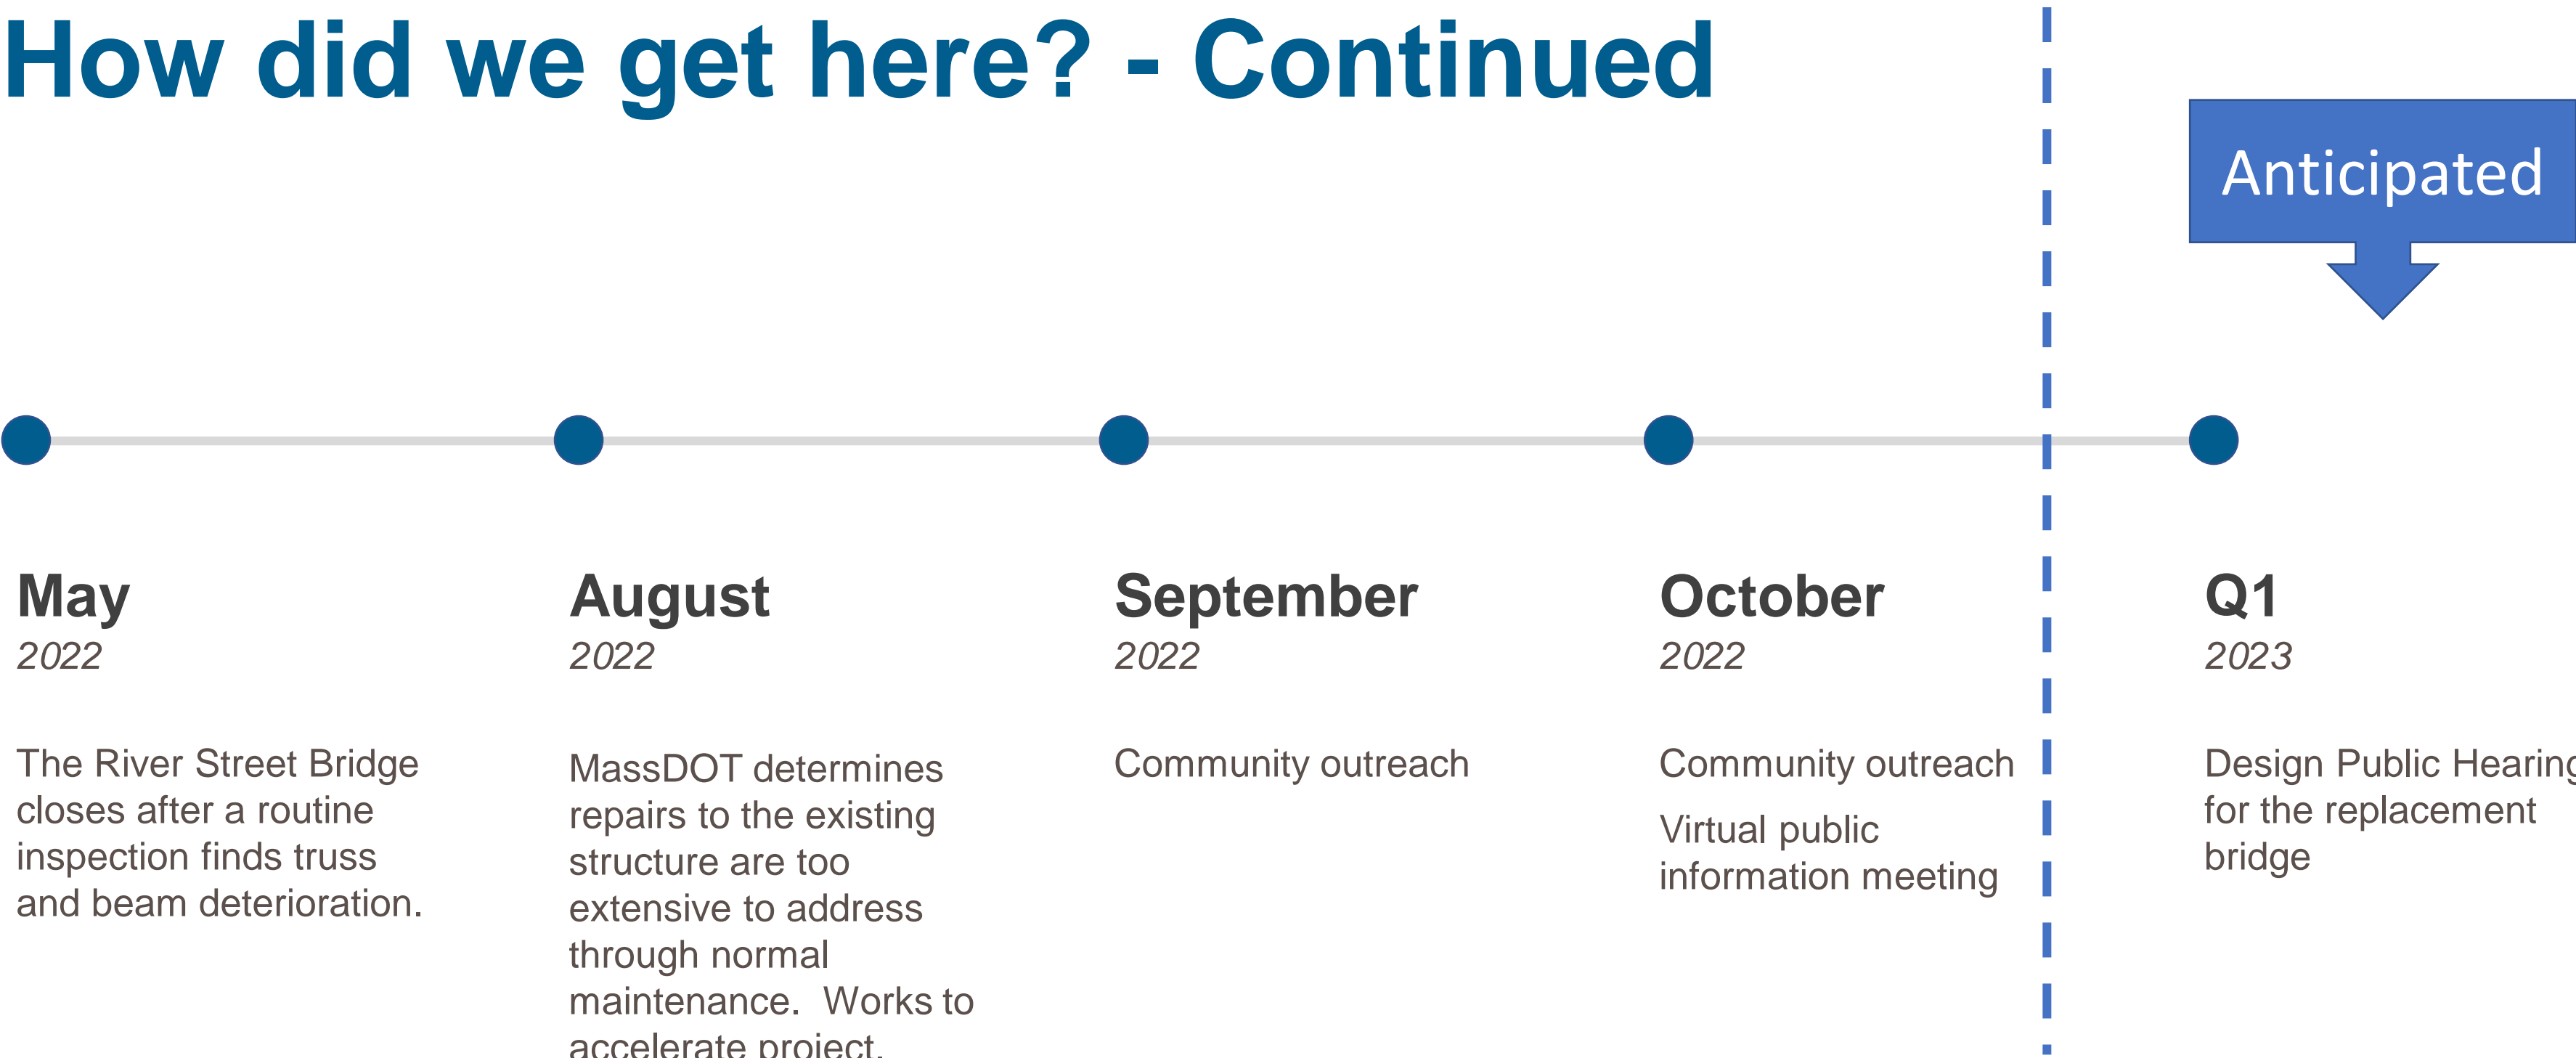 How did we get here? - Continued
Anticipated
May
2022
The River Street Bridge
closes after a routine
inspection finds truss
and beam deterioration.
August
2022
MassDOT determines
repairs to the existing
structure are too
extensive to address
through normal
maintenance.  Works to
accelerate project.
September
2022
Community outreach
October
2022
Community outreach
Virtual public
information meeting
Q1
2023
Design Public Hearing
for the replacement
bridge